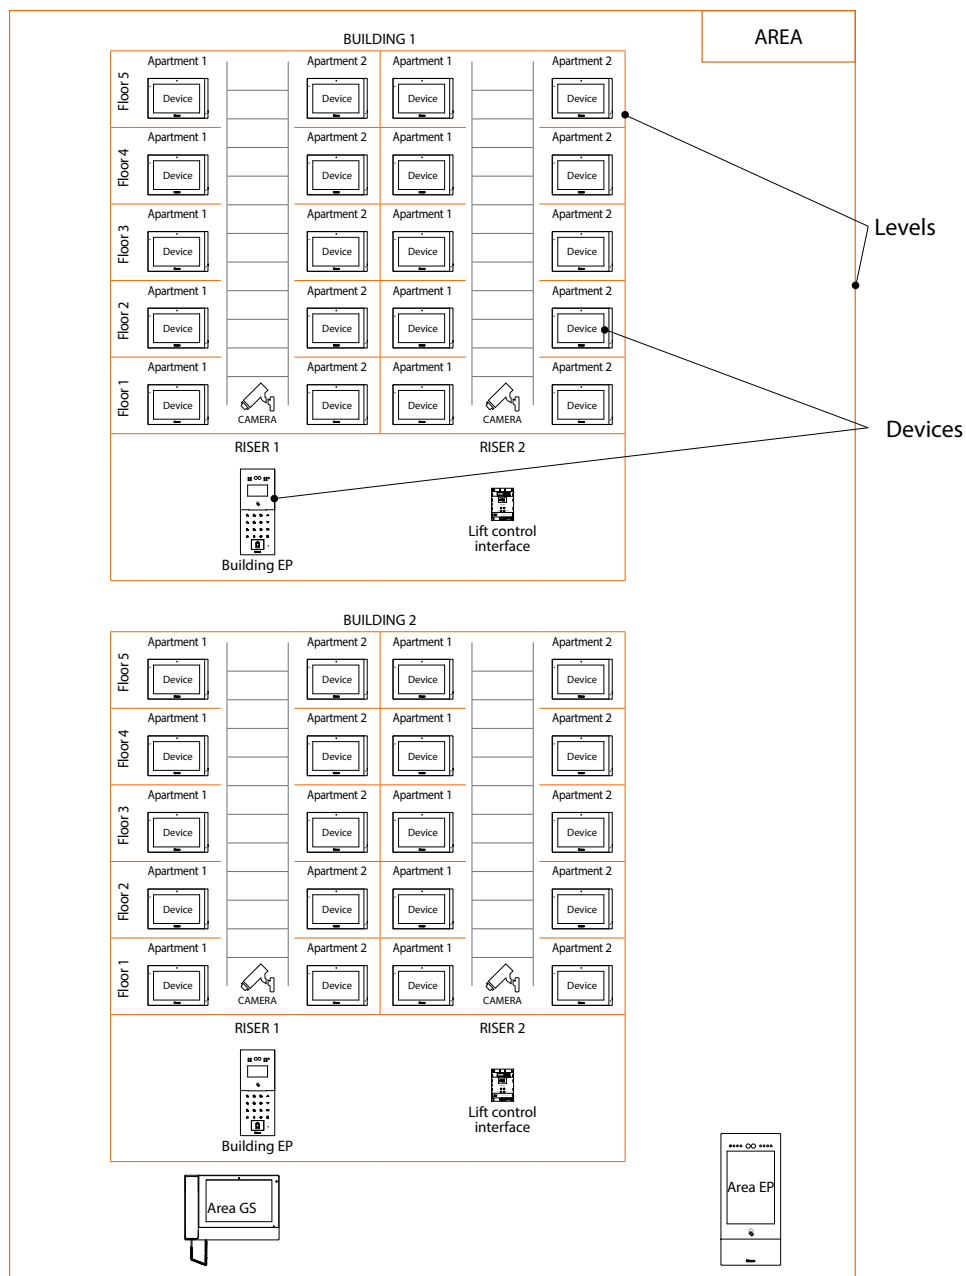 AREA
BUILDING 1
Apartment 1 Apartment 2 Apartment 1 Apartment 2
Floor 5 Device Device Device Device
Apartment 1 Apartment 2 Apartment 1 Apartment 2
Floor 4 Device Device Device Device
Apartment 1 Apartment 2 Apartment 1 Apartment 2
Levels
Floor 3 Device Device Device Device
Apartment 1 Apartment 2 Apartment 1 Apartment 2
Floor 2 Device Device Device Device
Apartment 1 Apartment 2 Apartment 1 Apartment 2
Floor 1 Device Device Device Device
CAMERA CAMERA
Devices
RISER 1 RISER 2
Lift control
interface
Building EP
BUILDING 2
Apartment 1 Apartment 2 Apartment 1 Apartment 2
Floor 5 Device Device Device Device
Apartment 1 Apartment 2 Apartment 1 Apartment 2
Floor 4 Device Device Device Device
Apartment 1 Apartment 2 Apartment 1 Apartment 2
Floor 3 Device Device Device Device
Apartment 1 Apartment 2 Apartment 1 Apartment 2
Floor 2 Device Device Device Device
Apartment 1 Apartment 2 Apartment 1 Apartment 2
Floor 1 Device Device Device Device
CAMERA CAMERA
RISER 1 RISER 2
Lift control
interface
Building EP
Area GS
Area EP